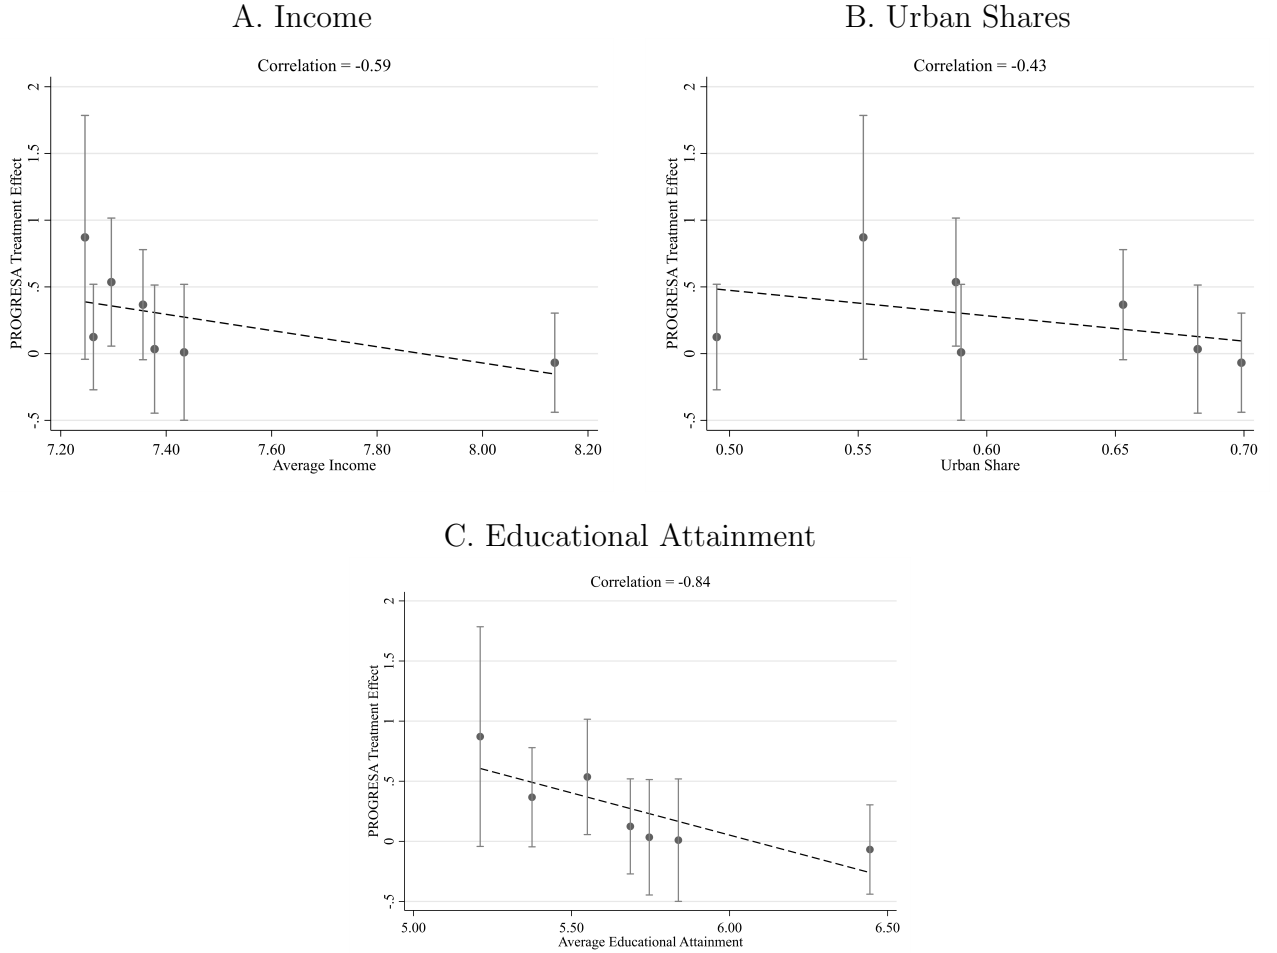 A. Income
Correlation = -0.59
PROGRESA Treatment Effect
2
1.5
1
.5
0
-.5
7.20 7.40 7.60 7.80 8.00 8.20
Average Income
B. Urban Shares
Correlation = -0.43
PROGRESA Treatment Effect
2
1.5
1
.5
0
-.5
0.50 0.55 0.60 0.65 0.70
Urban Share
C. Educational Attainment
Correlation = -0.84
PROGRESA Treatment Effect
2
1.5
1
.5
0
-.5
5.00 5.50 6.00 6.50
Average Educational Attainment